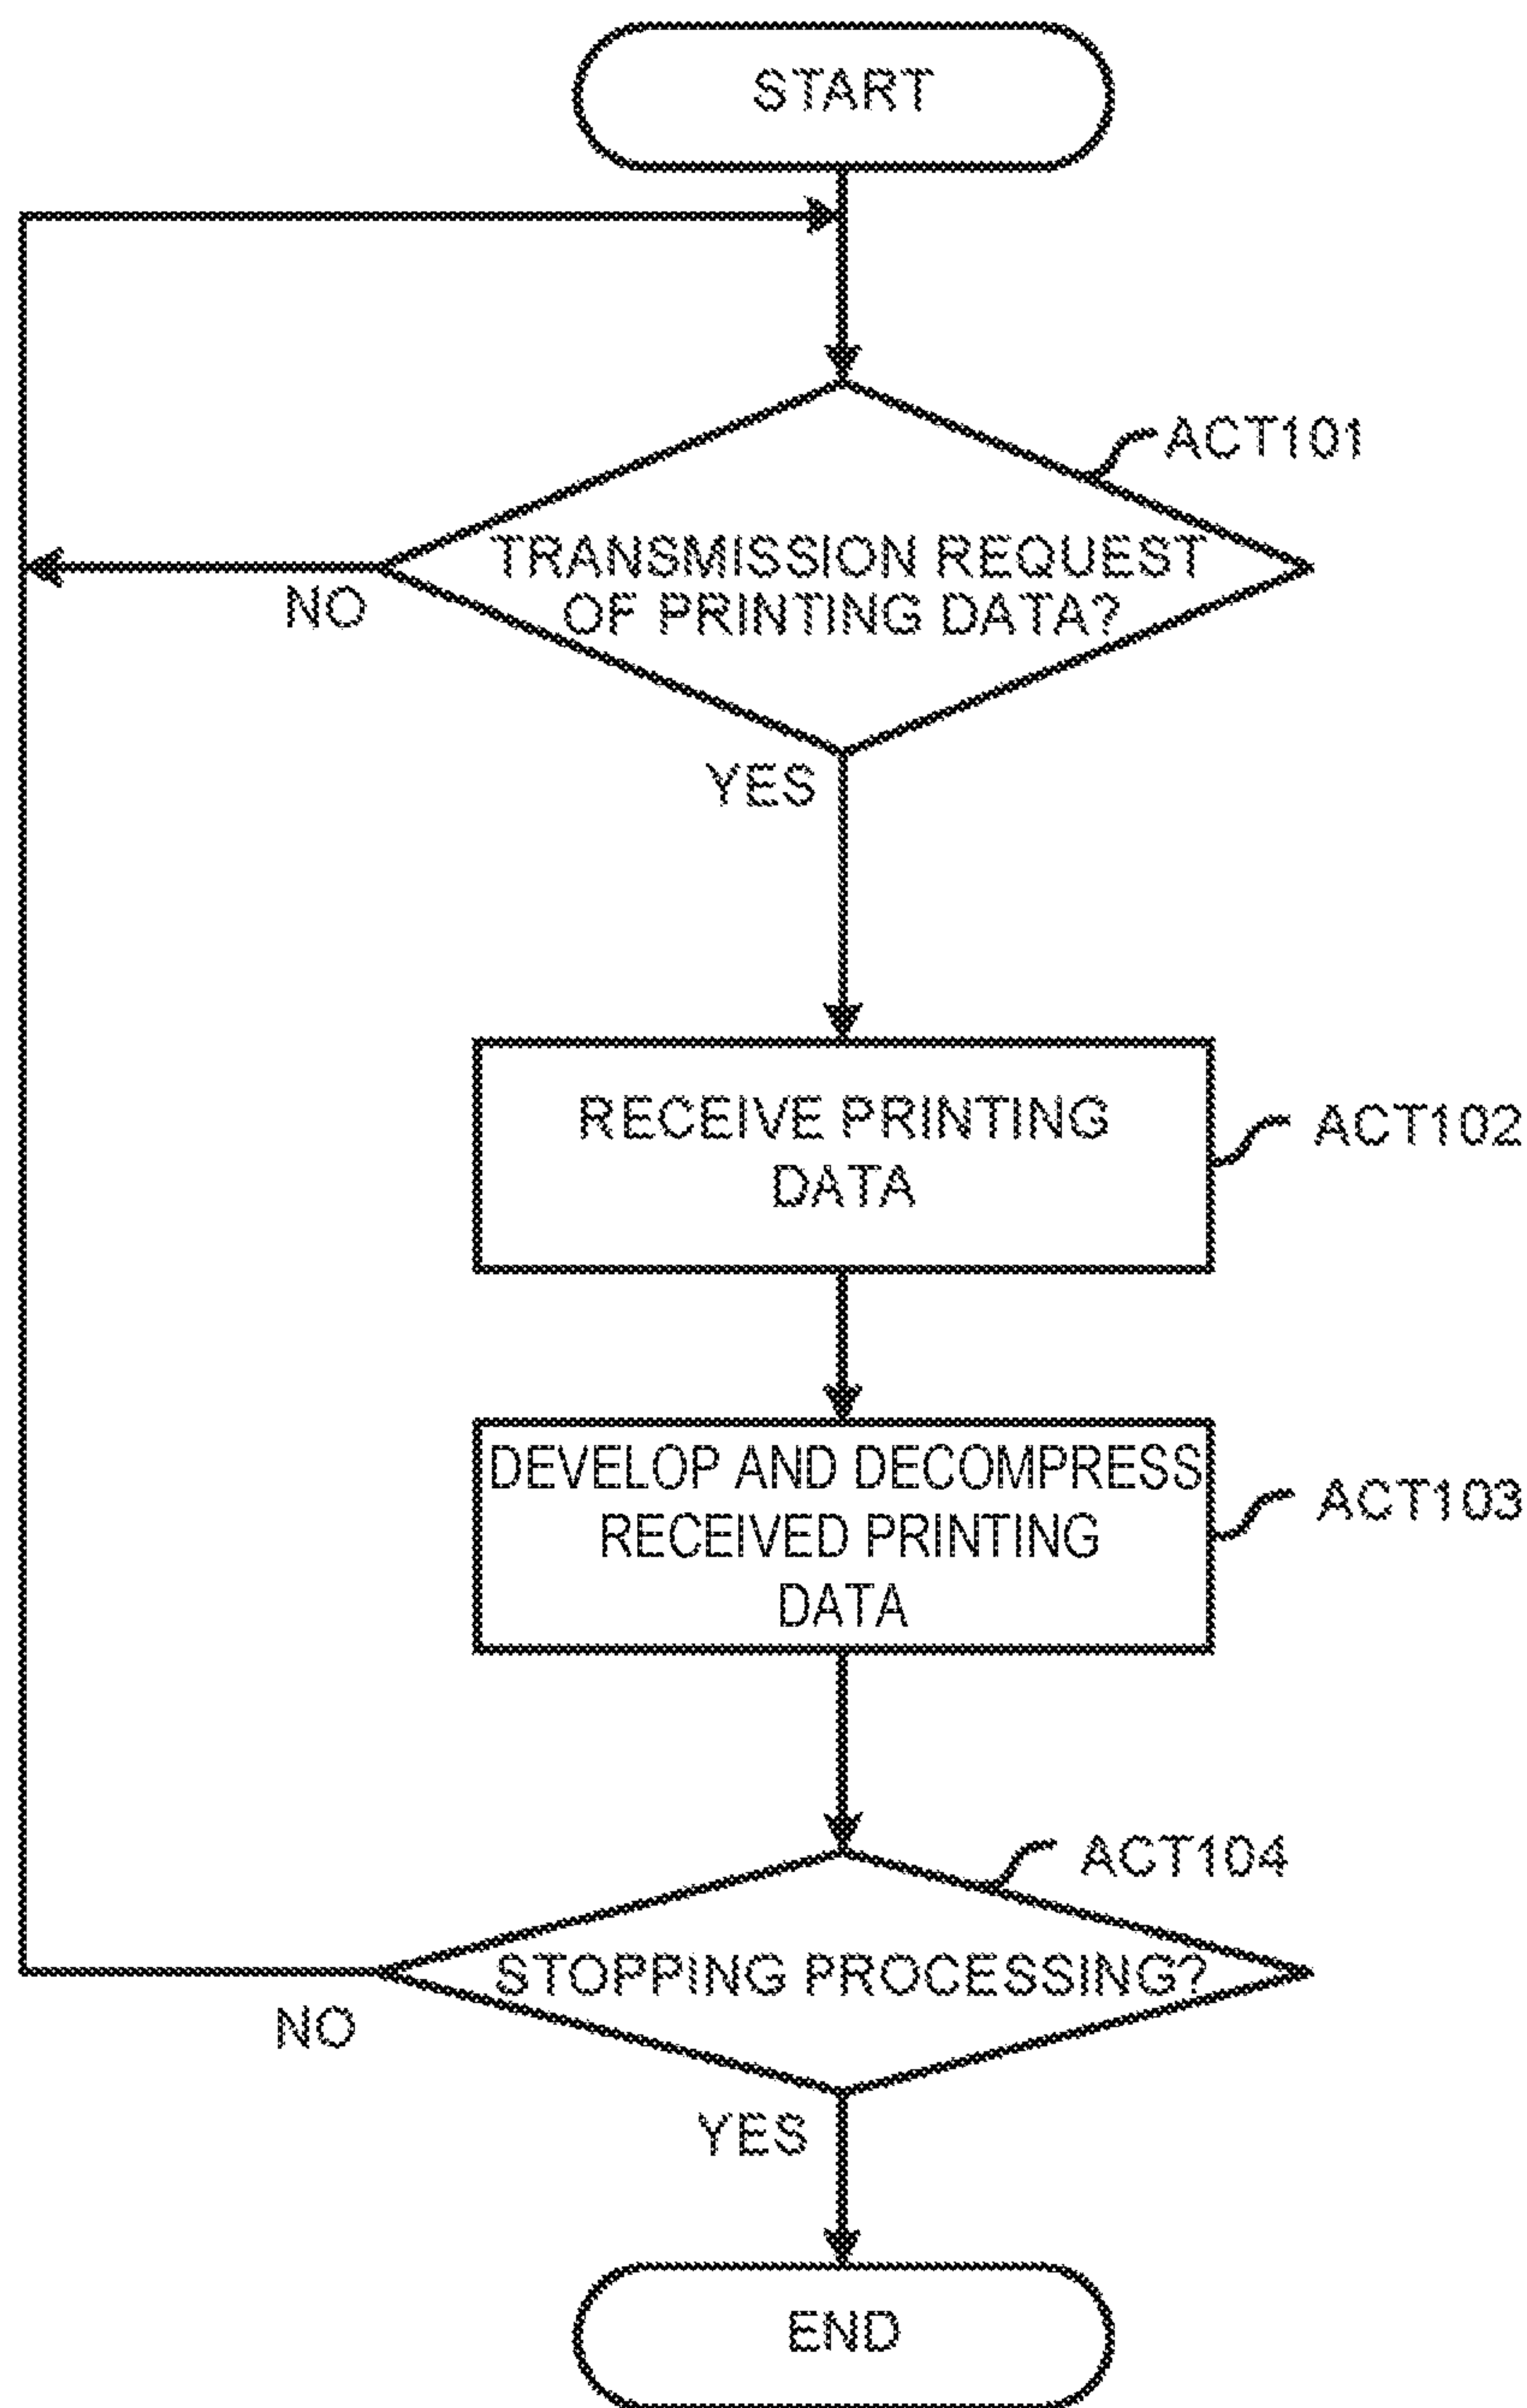 START
ACT101
TRANSMISSION REQUEST
OF PRINTING DATA?
NO
YES
RECEIVE PRINTING
DATA
ACT102
DEVELOP AND DECOMPRESS
RECEIVED PRINTING
DATA
ACT103
ACT104
STOPPING PROCESSING?
NO
YES
END